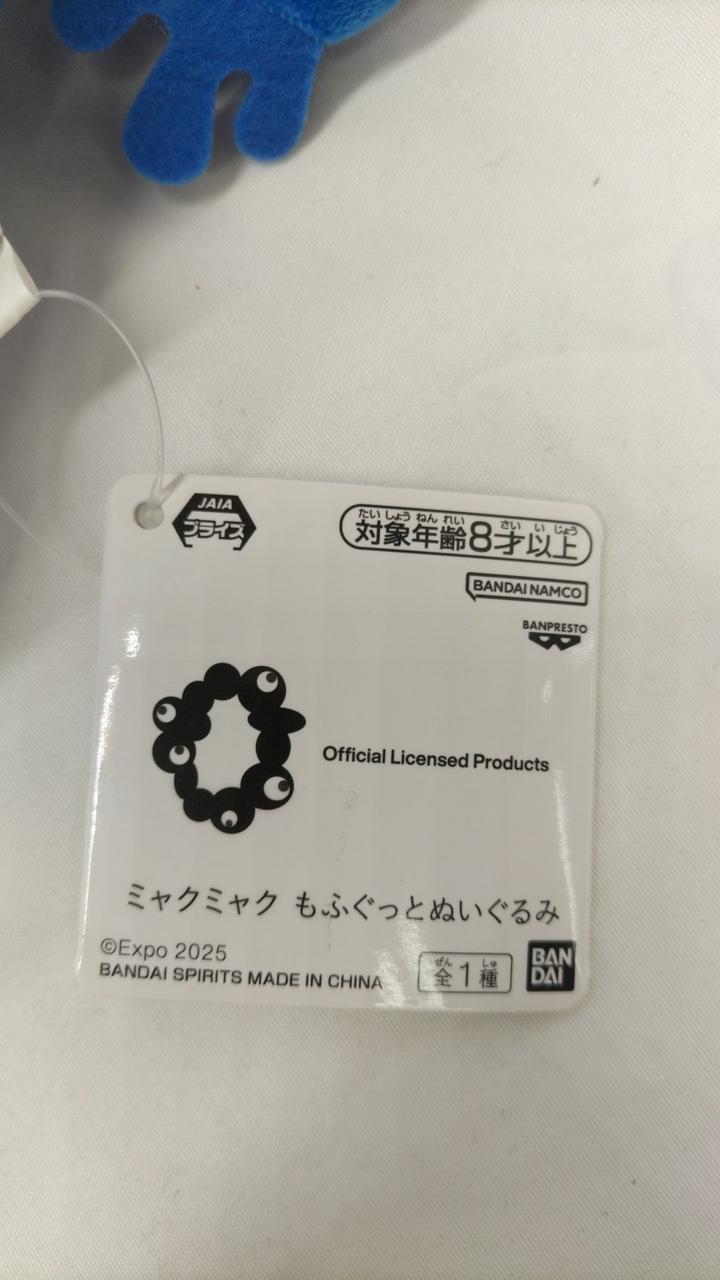 JAIA
プライズ
たいしょうねんれい さい いじょう
対象年齢8才以上
BANDAI NAMCO
BANPRESTO
Official Licensed Products
ミャクミャク もふぐっとぬいぐるみ
©Expo 2025
BANDAI SPIRITS MADE IN CHINA
ぜん しゅ
全1種
BAN
DAI